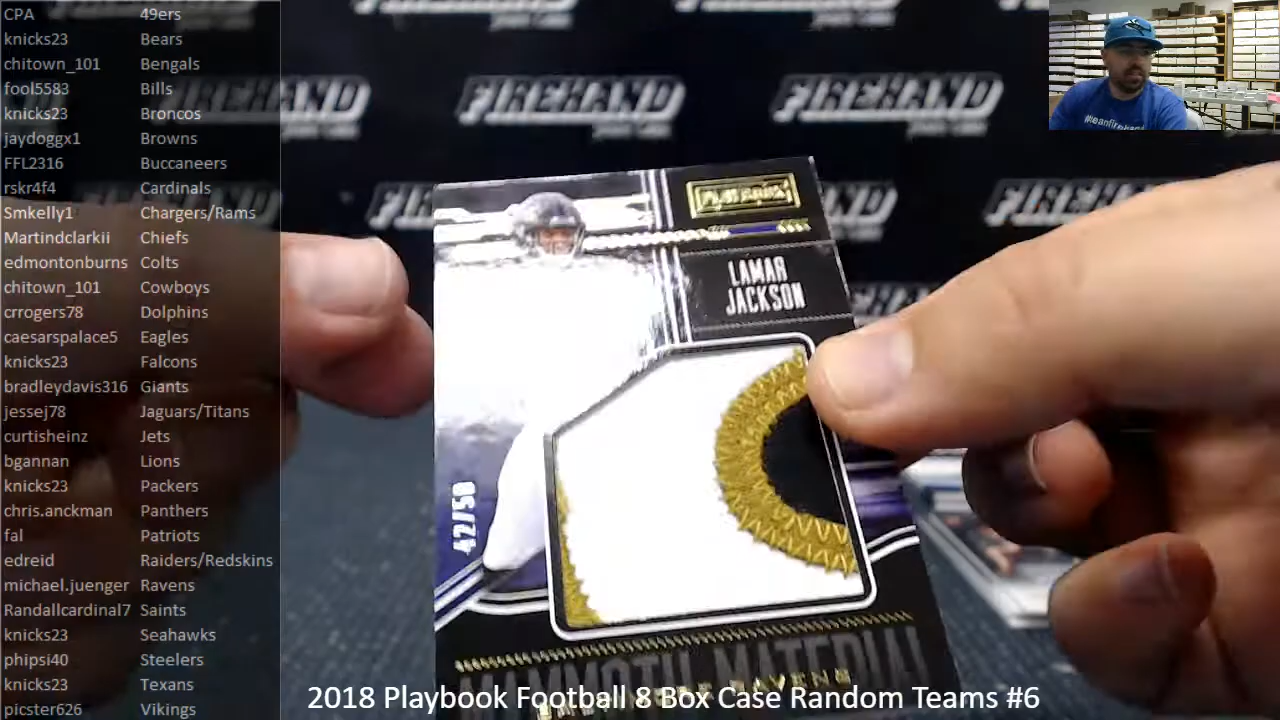 CPA 49ers
knicks23 Bears
chitown_101 Bengals
fool5583 Bills
knicks23 Broncos
jaydoggx1 Browns
FFL2316 Buccaneers
rskr4f4 Cardinals
Smkelly1 Chargers/Rams
Martindclarkii Chiefs
edmontonburns Colts
chitown_101 Cowboys
crrogers78 Dolphins
caesarspalace5 Eagles
knicks23 Falcons
bradleydavis316 Giants
jessej78 Jaguars/Titans
curtisheinz Jets
bgannan Lions
knicks23 Packers
chris.anckman Panthers
fal Patriots
edreid Raiders/Redskins
michael.juenger Ravens
Randallcardinal7 Saints
knicks23 Seahawks
phipsi40 Steelers
knicks23 Texans
picster626 Vikings
FIREHAND
FIREHAND
FIREHAND
FIREHAND
PLAYBOOK
LAMAR
JACKSON
42/50
MAMMOTH MATERIAL
2018 Playbook Football 8 Box Case Random Teams #6